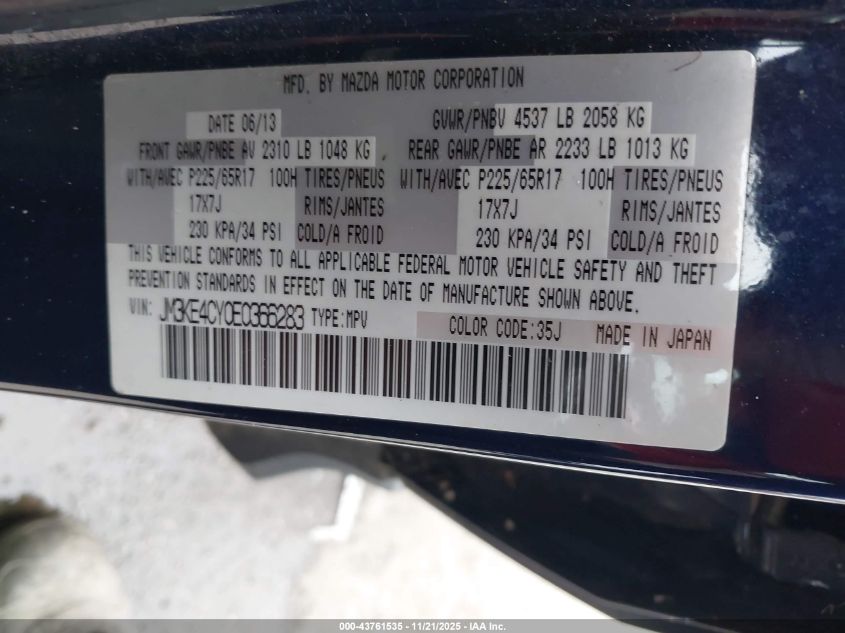 MFD. BY MAZDA MOTOR CORPORATION
DATE 06/13 GVWR/PNBV 4537 LB 2058 KG
FRONT GAWR/PNBE AV 2310 LB 1048 KG REAR GAWR/PNBE AR 2233 LB 1013 KG
WITH/AVEC P225/65R17 100H TIRES/PNEUS WITH/AVEC P225/65R17 100H TIRES/PNEUS
17X7J RIMS/JANTES 17X7J RIMS/JANTES
230 KPA/34 PSI COLD/A FROID 230 KPA/34 PSI COLD/A FROID
THIS VEHICLE CONFORMS TO ALL APPLICABLE FEDERAL MOTOR VEHICLE SAFETY AND THEFT
PREVENTION STANDARDS IN EFFECT ON THE DATE OF MANUFACTURE SHOWN ABOVE.
VIN: JM3KE4CY0E0366283 TYPE:MPV COLOR CODE:35J MADE IN JAPAN
000-43761535 - 11/21/2025 - IAA Inc.